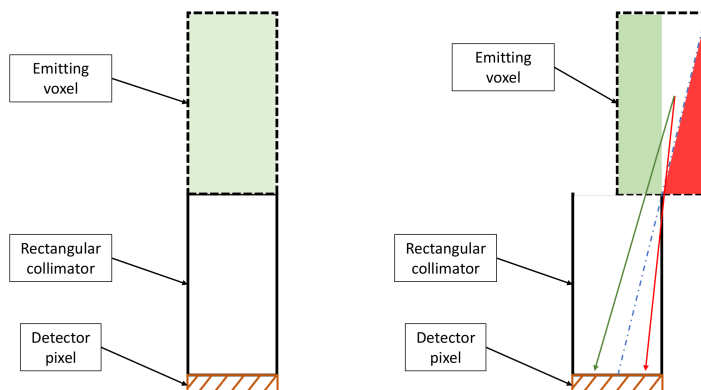 Emitting
voxel
Rectangular
collimator
Detector
pixel
Emitting
voxel
Rectangular
collimator
Detector
pixel